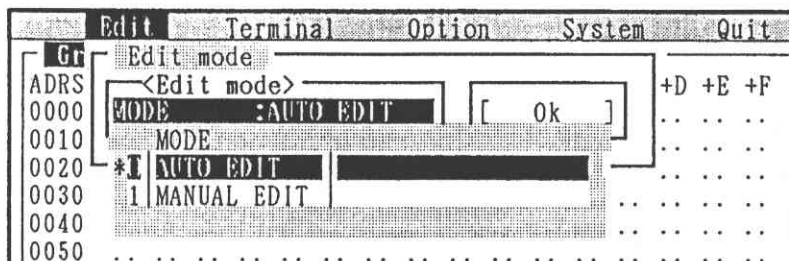 Edit Terminal Option System Quit
Gr Edit mode
ADRS <Edit mode> +D +E +F
0000 MODE :AUTO EDIT [ Ok ] .. .. ..
0010 MODE .. .. ..
0020 * AUTO EDIT .. .. ..
0030 1 MANUAL EDIT .. .. .. ..
0040 .. .. .. ..
0050 .. .. .. .. .. .. .. .. .. .. .. .. .. .. .. ..